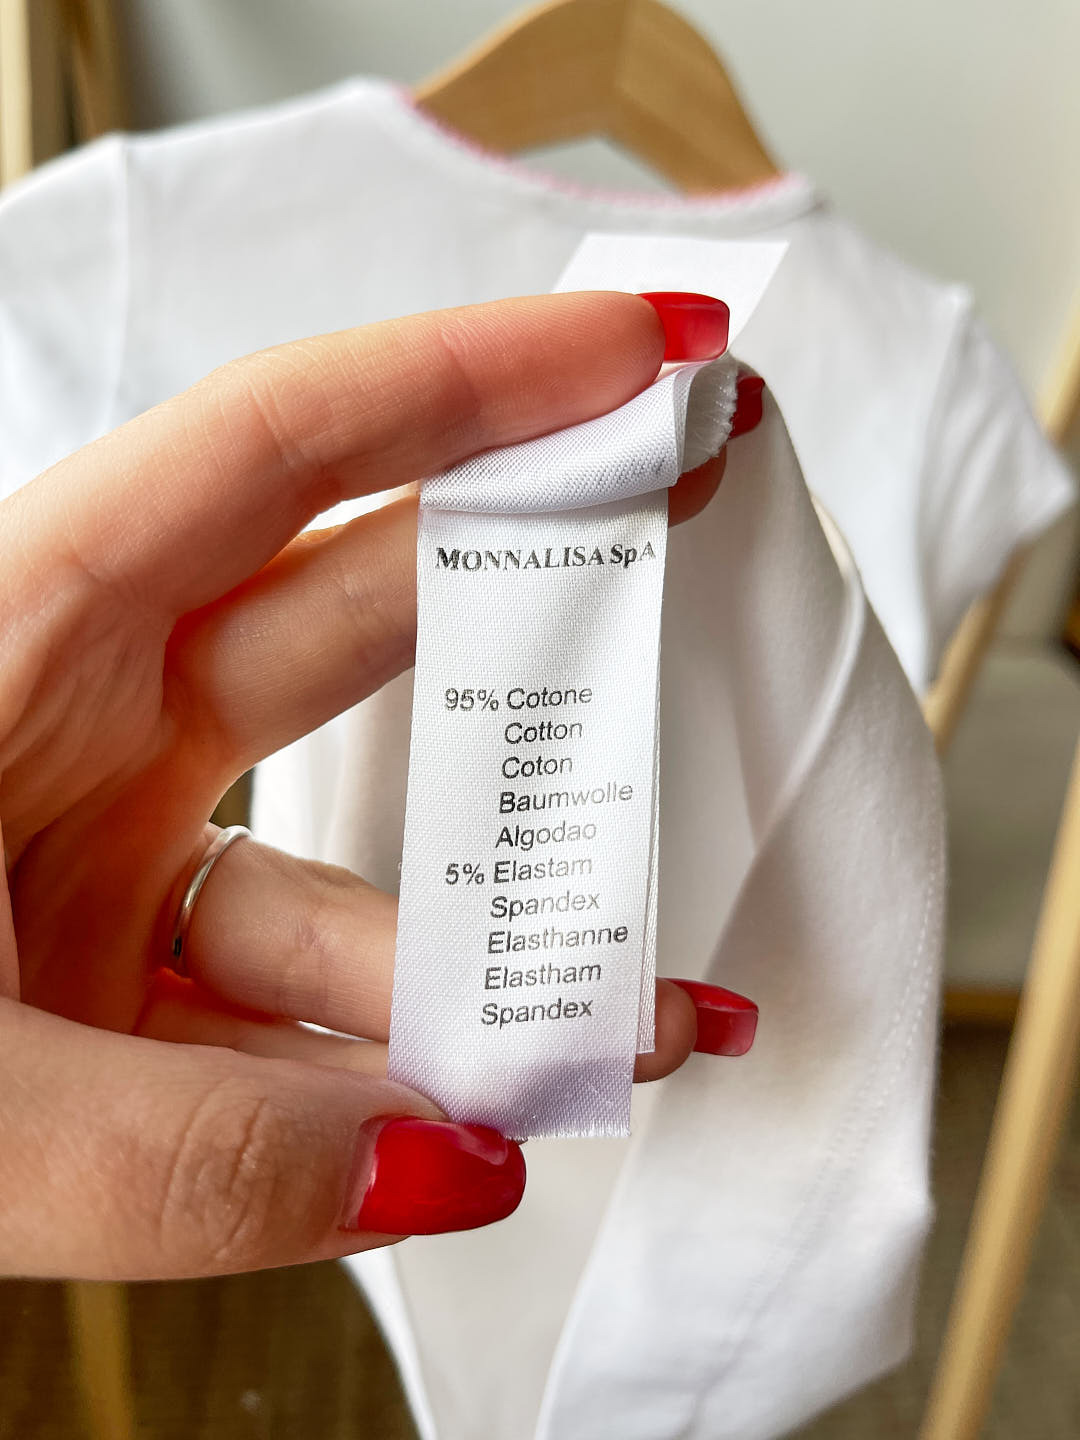 MONNALISA SpA
95% Cotone
Cotton
Coton
Baumwolle
Algodao
5% Elastam
Spandex
Elasthanne
Elastham
Spandex